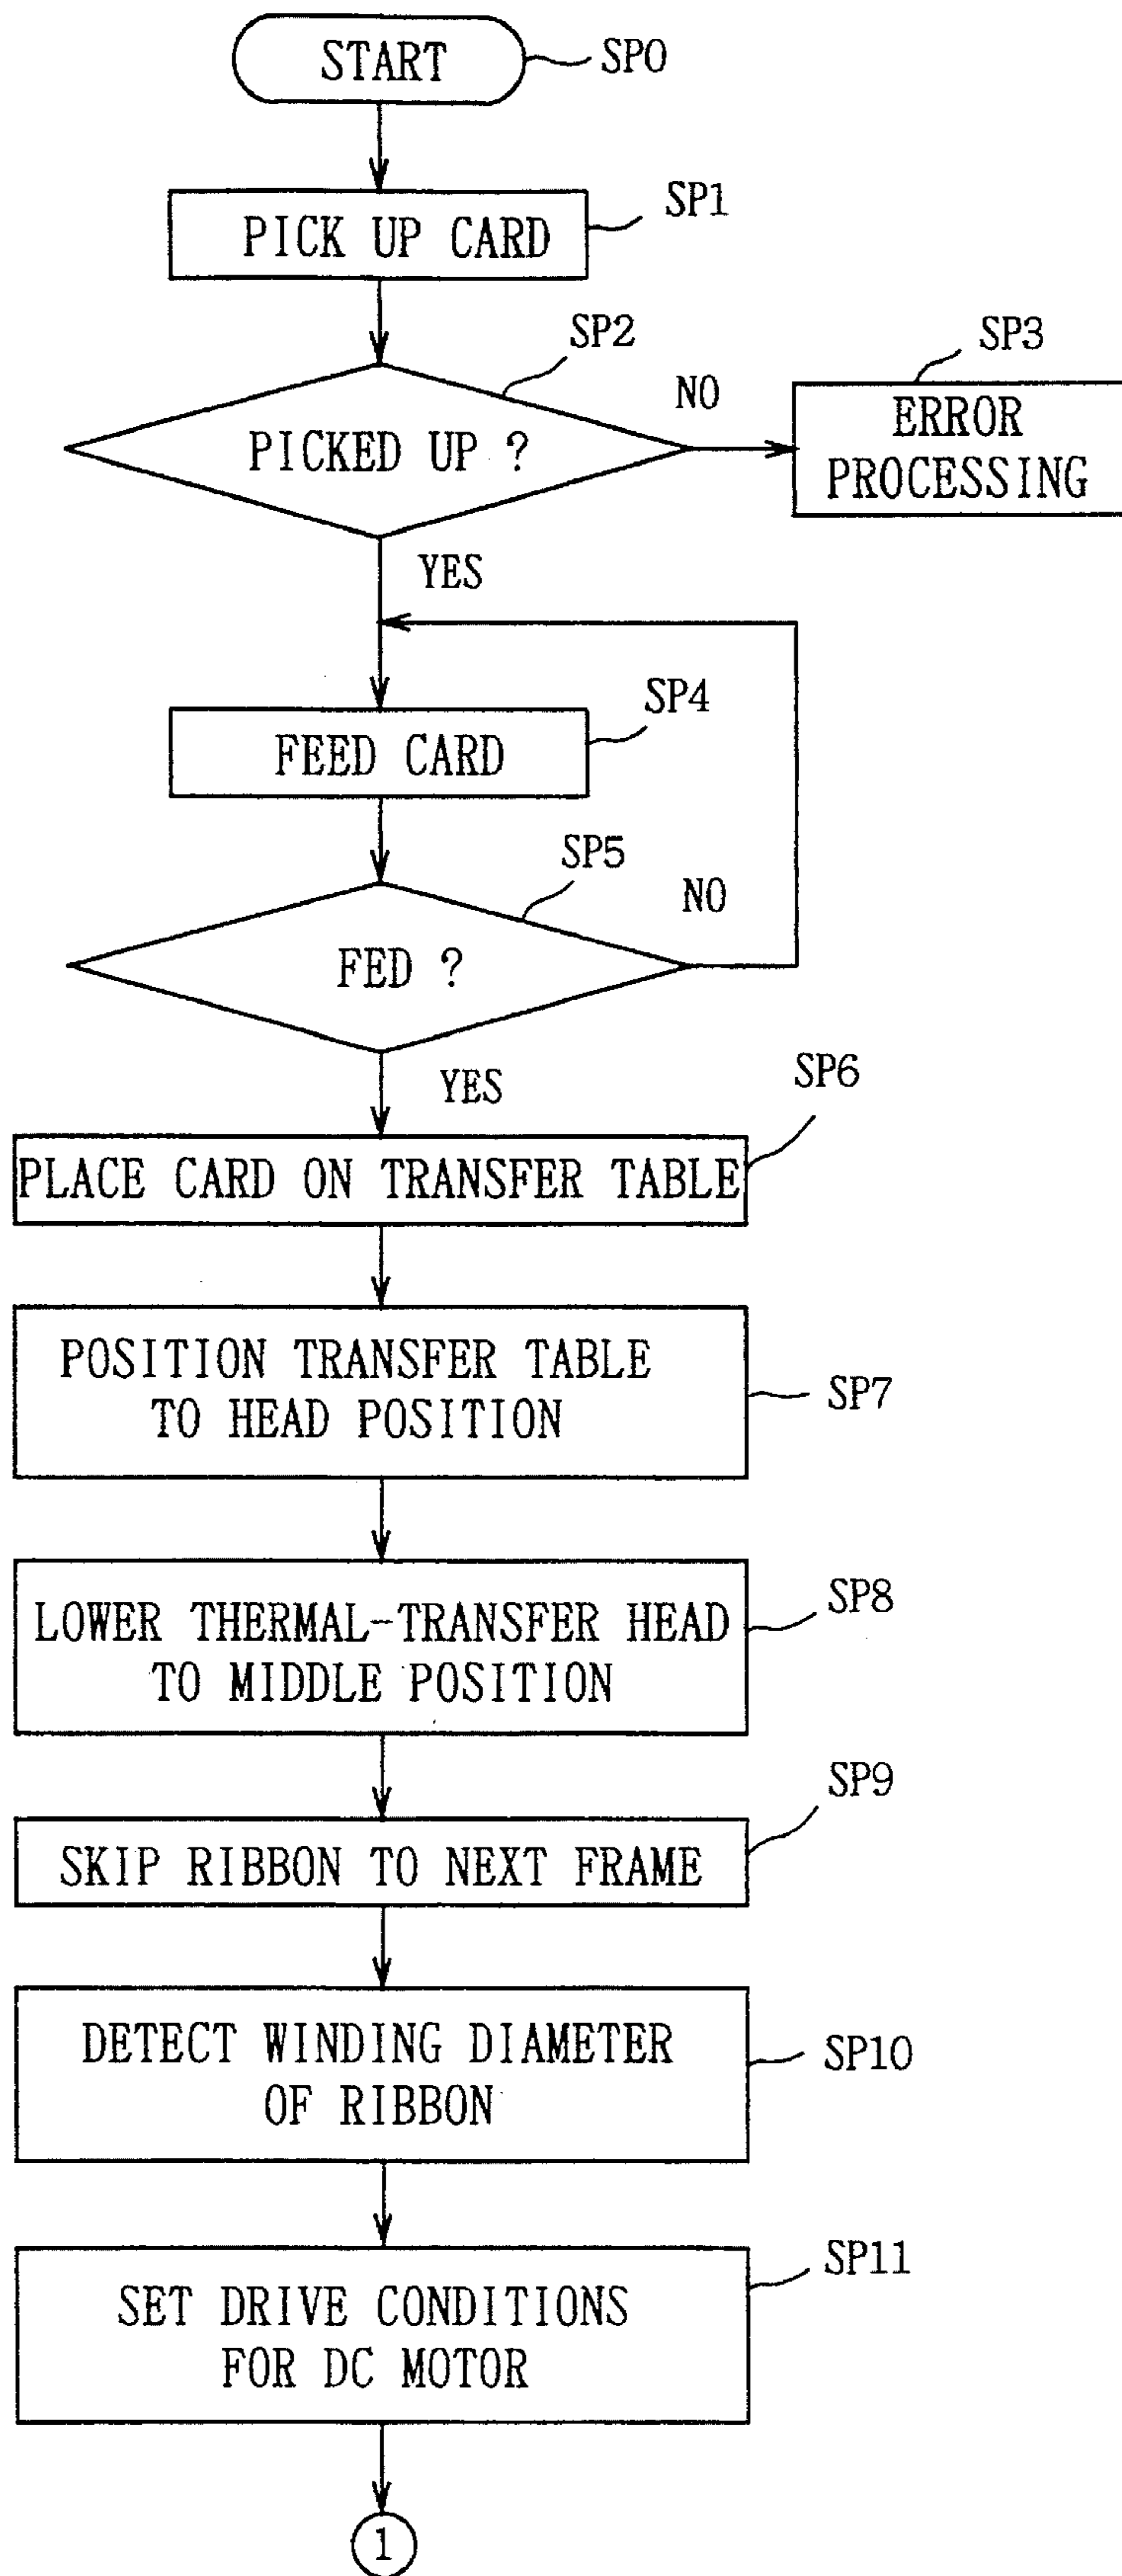 START
SP0
PICK UP CARD
SP1
SP2
PICKED UP ?
NO
SP3
ERROR
PROCESSING
YES
SP4
FEED CARD
SP5
FED ?
NO
YES
SP6
PLACE CARD ON TRANSFER TABLE
POSITION TRANSFER TABLE
TO HEAD POSITION
SP7
LOWER THERMAL-TRANSFER HEAD
TO MIDDLE POSITION
SP8
SP9
SKIP RIBBON TO NEXT FRAME
DETECT WINDING DIAMETER
OF RIBBON
SP10
SP11
SET DRIVE CONDITIONS
FOR DC MOTOR
1